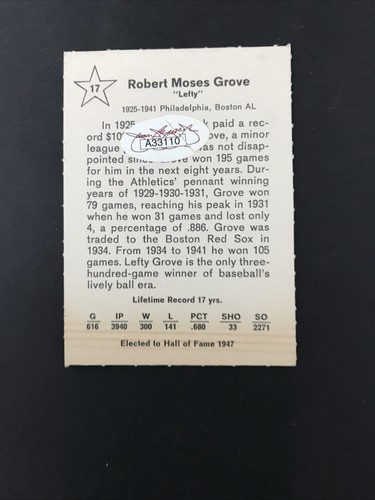 17
Robert Moses Grove
"Lefty"
1925-1941 Philadelphia, Boston AL
In 1925 paid a rec-
ord $10 ove, a minor
league was not disap-
pointed since won 195 games
for him in the next eight years. Dur-
ing the Athletics' pennant winning
years of 1929-1930-1931, Grove won
79 games, reaching his peak in 1931
when he won 31 games and lost only
4, a percentage of .886. Grove was
traded to the Boston Red Sox in
1934. From 1934 to 1941 he won 105
games. Lefty Grove is the only three-
hundred-game winner of baseball's
lively ball era.
A33110
Lifetime Record 17 yrs.
G IP W L PCT SHO SO
616 3940 300 141 .680 33 2271
Elected to Hall of Fame 1947